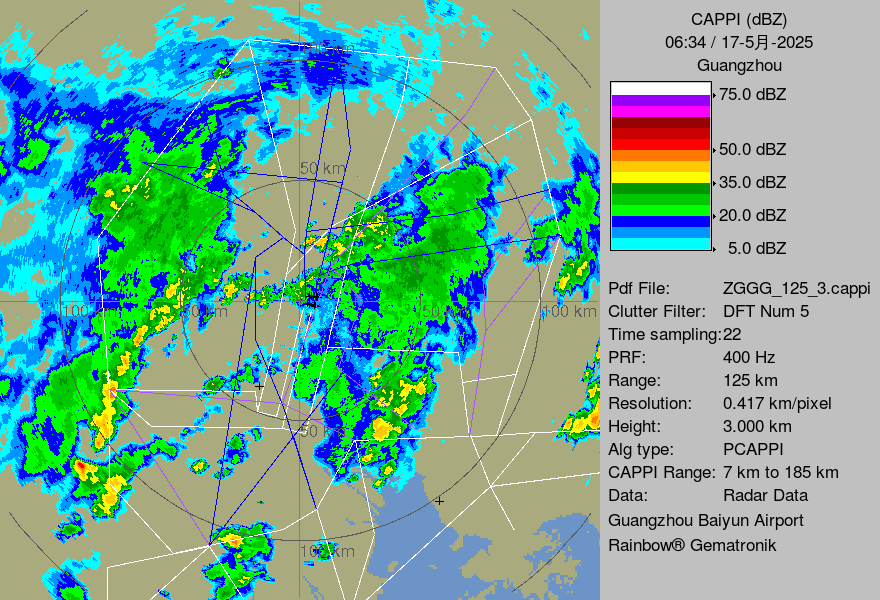 CAPPI (dBZ)
06:34 / 17-5月-2025
Guangzhou
75.0 dBZ
50.0 dBZ
35.0 dBZ
20.0 dBZ
5.0 dBZ
Pdf File: ZGGG_125_3.cappi
Clutter Filter: DFT Num 5
Time sampling:22
PRF: 400 Hz
Range: 125 km
Resolution: 0.417 km/pixel
Height: 3.000 km
Alg type: PCAPPI
CAPPI Range: 7 km to 185 km
Data: Radar Data
Guangzhou Baiyun Airport
Rainbow® Gematronik
100 km
50 km
100 km
50 km
50 km
100 km
50 km
100 km